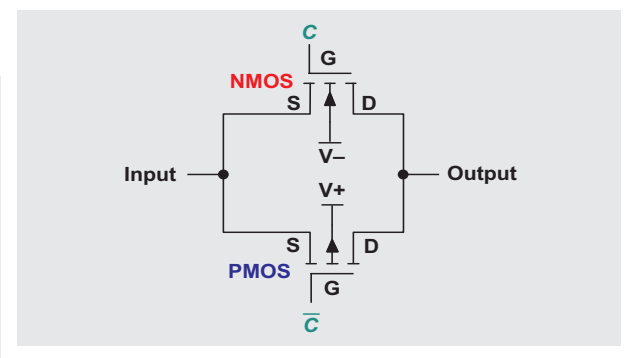 C
G
NMOS
S D
V–
Input Output
V+
S D
PMOS
G
C̅